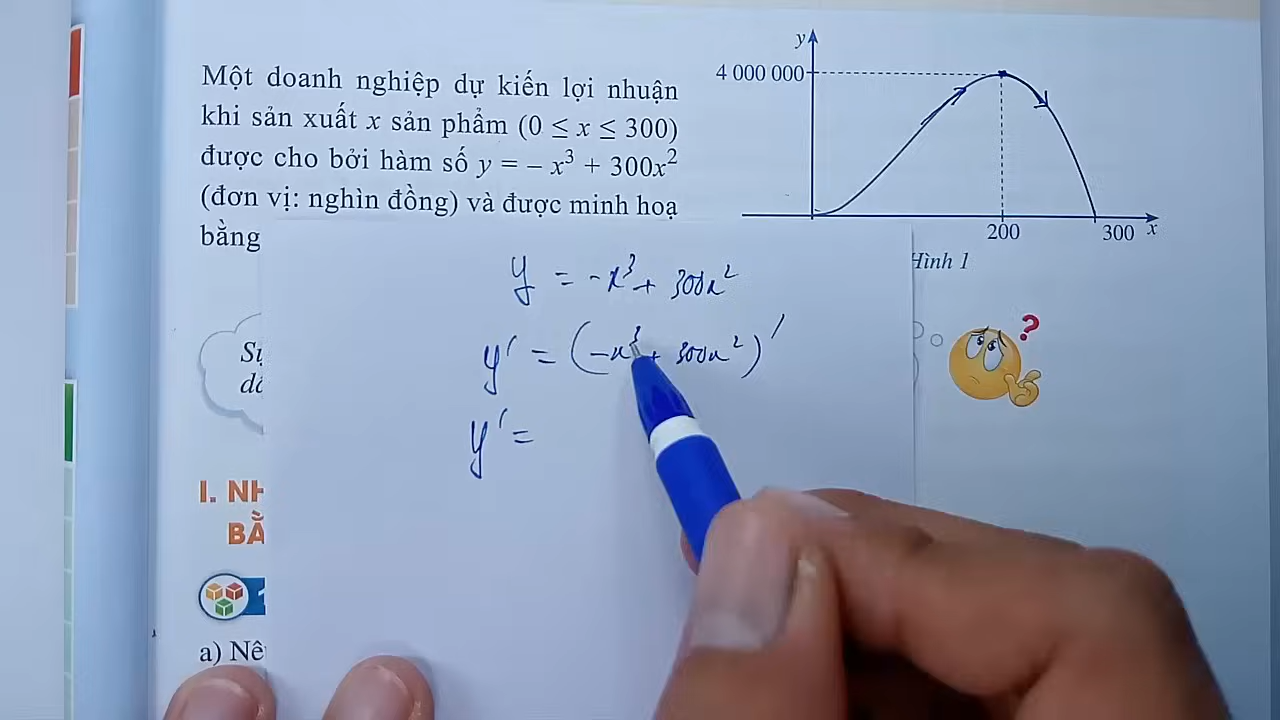 Một doanh nghiệp dự kiến lợi nhuận
khi sản xuất x sản phẩm (0 ≤ x ≤ 300)
được cho bởi hàm số y = – x³ + 300x²
(đơn vị: nghìn đồng) và được minh hoạ
bằng
y
4 000 000
200
300
x
Hình 1
y = -x³ + 300x²
y' = (-x³ + 300x²)'
y' =
?
Sự
I. NH
BẰ
1
a) Nê